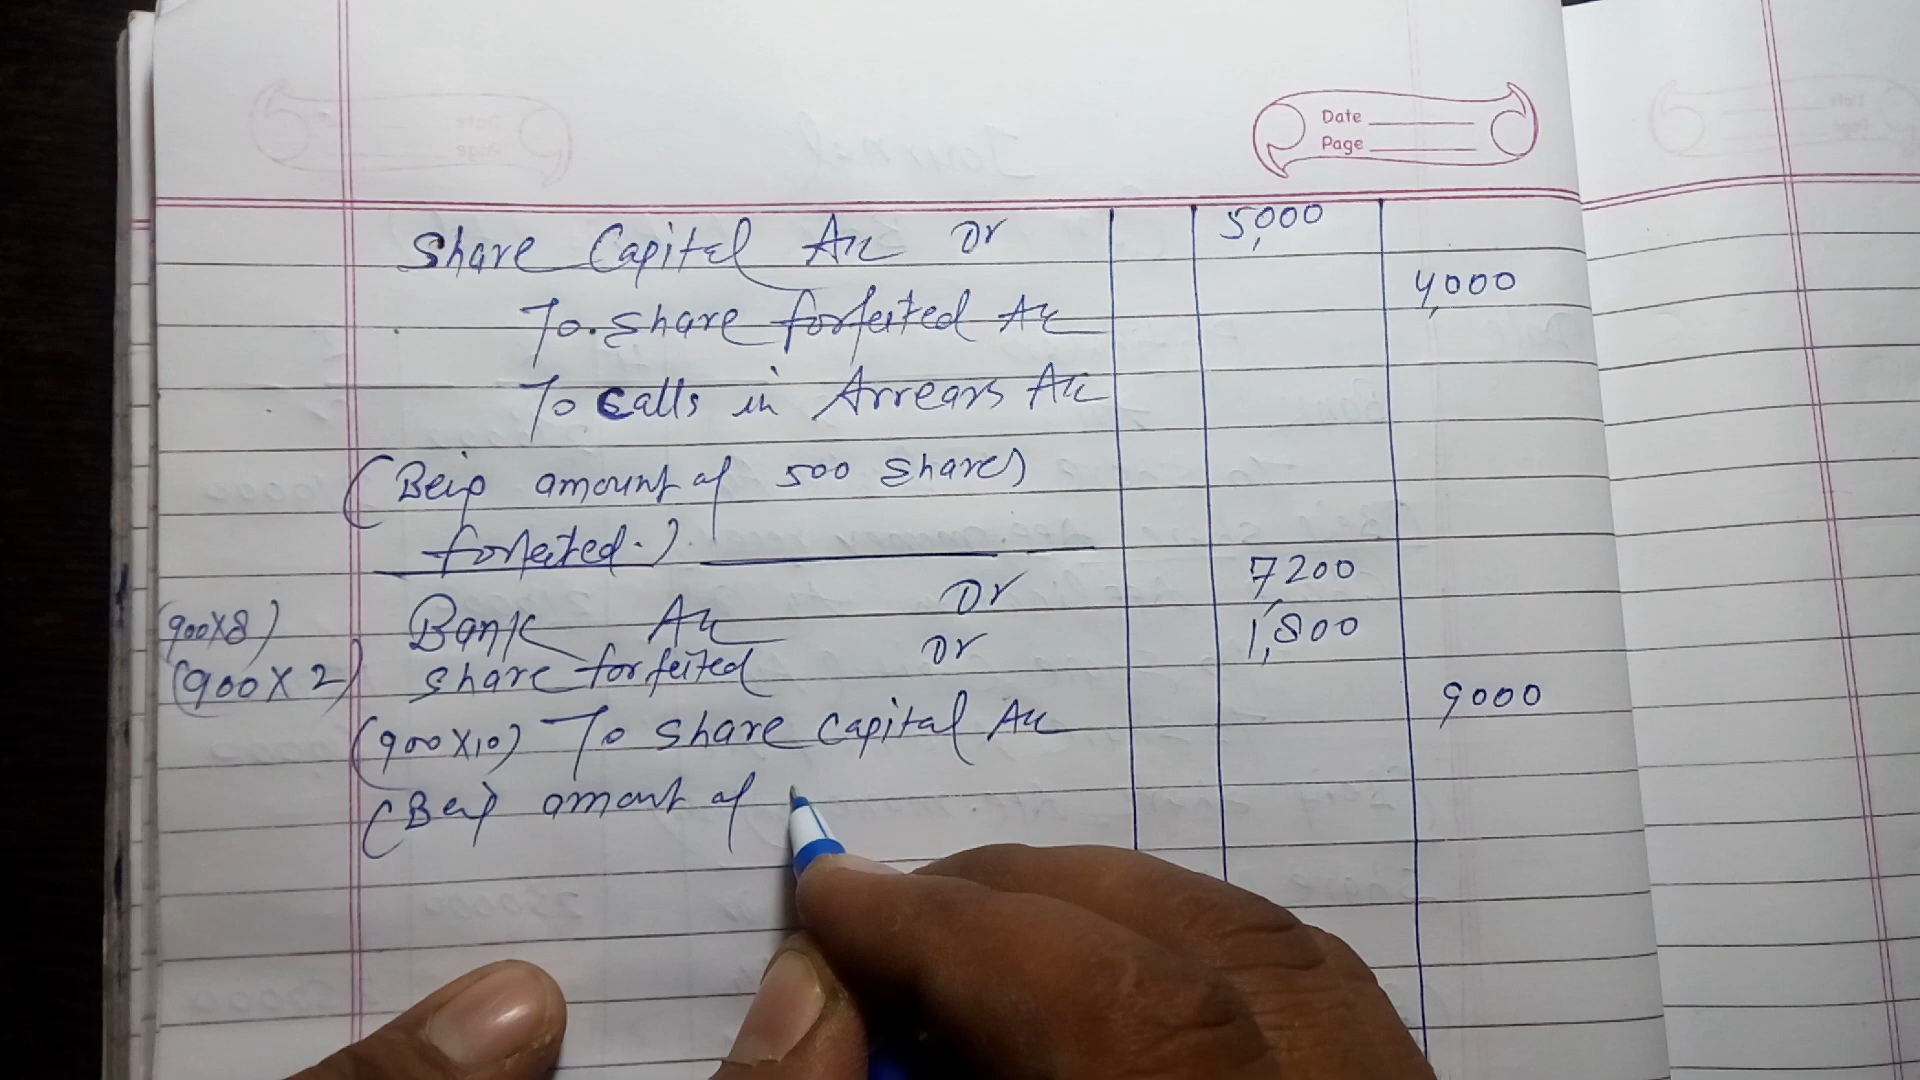 Date
Page
Share Capital A/c Dr 5,000
To Share forfeited A/c 4,000
To Calls in Arrears A/c
(Being amount of 500 Shares
forfeited.)
(900X8) Bank A/c Dr 7,200
(900X2) Share forfeited Dr 1,800
(900X10) To Share Capital A/c 9000
(Being amount of